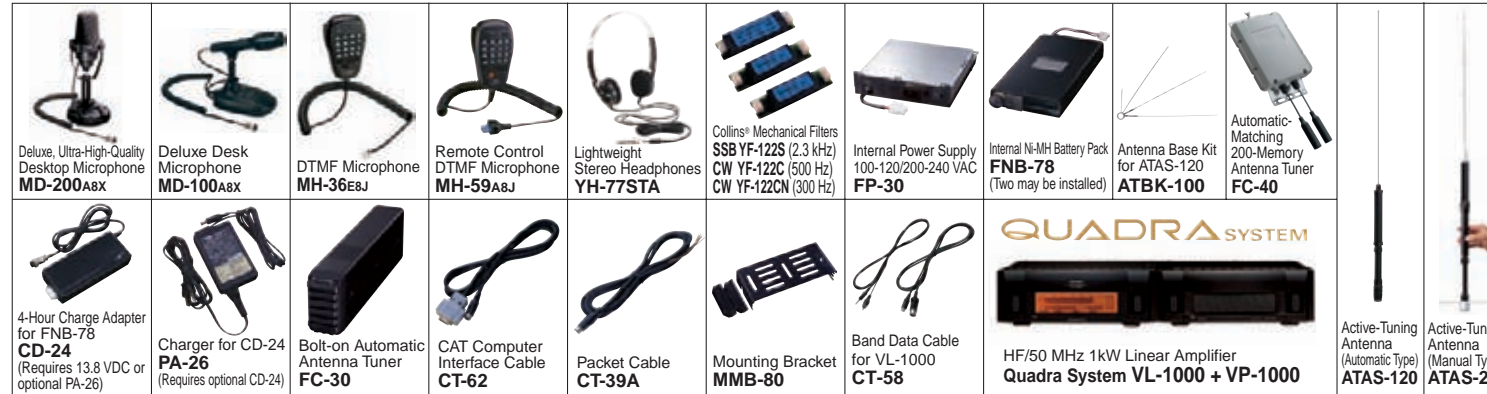 Deluxe, Ultra-High-Quality
Desktop Microphone
MD-200A8X
Deluxe Desk
Microphone
MD-100A8X
DTMF Microphone
MH-36E8J
Remote Control
DTMF Microphone
MH-59A8J
Lightweight
Stereo Headphones
YH-77STA
Collins® Mechanical Filters
SSB YF-122S (2.3 kHz)
CW YF-122C (500 Hz)
CW YF-122CN (300 Hz)
Internal Power Supply
100-120/200-240 VAC
FP-30
Internal Ni-MH Battery Pack
FNB-78
(Two may be installed)
Antenna Base Kit
for ATAS-120
ATBK-100
Automatic-
Matching
200-Memory
Antenna Tuner
FC-40
4-Hour Charge Adapter
for FNB-78
CD-24
(Requires 13.8 VDC or
optional PA-26)
Charger for CD-24
PA-26
(Requires optional CD-24)
Bolt-on Automatic
Antenna Tuner
FC-30
CAT Computer
Interface Cable
CT-62
Packet Cable
CT-39A
Mounting Bracket
MMB-80
Band Data Cable
for VL-1000
CT-58
QUADRA SYSTEM
HF/50 MHz 1kW Linear Amplifier
Quadra System VL-1000 + VP-1000
Active-Tuning
Antenna
(Automatic Type)
ATAS-120
Active-Tun
Antenna
(Manual Ty
ATAS-2